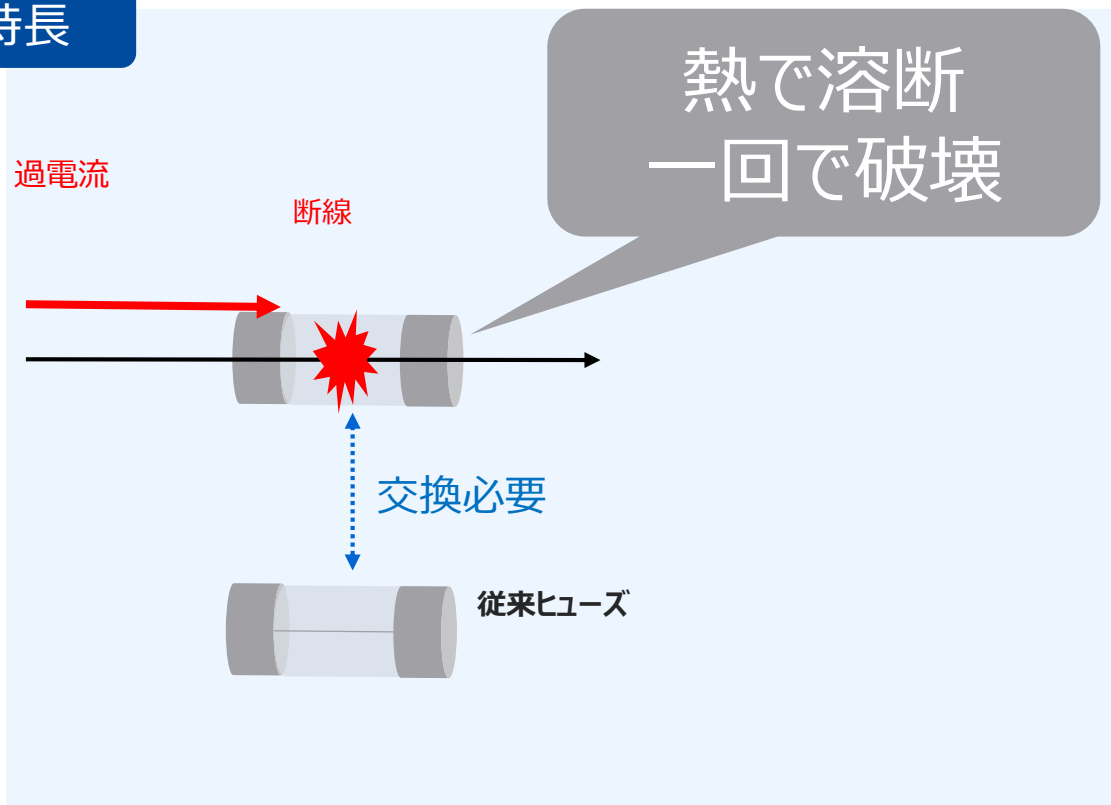 特長
熱で溶断
一回で破壊
過電流
断線
交換必要
従来ヒューズ